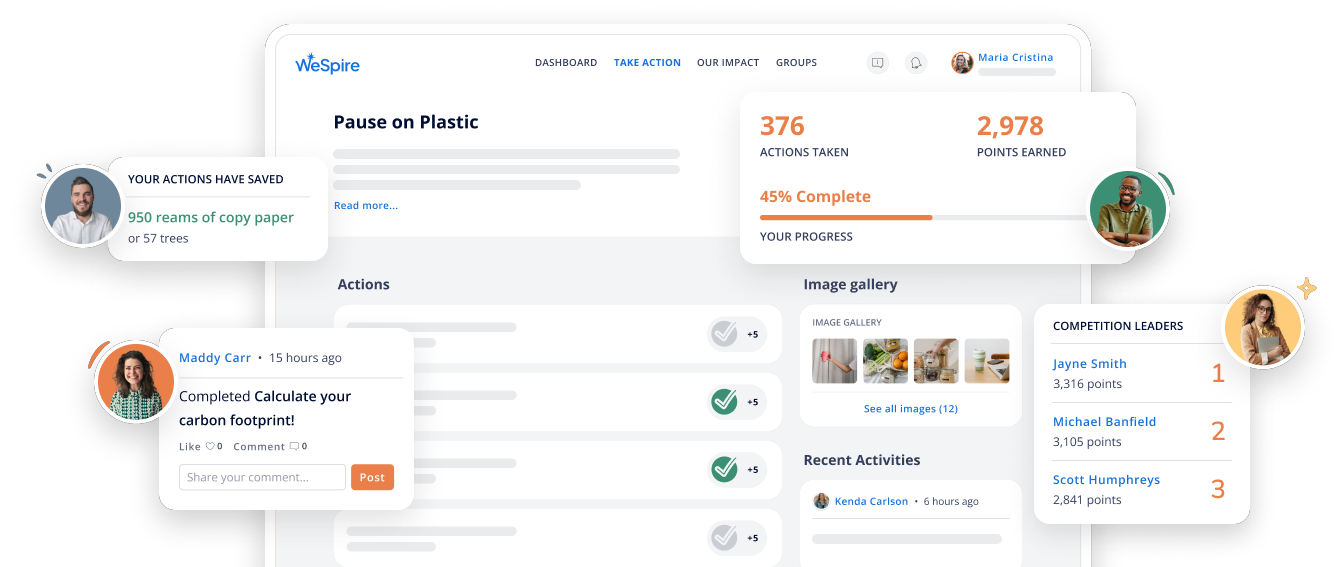 WeSpire
DASHBOARD TAKE ACTION OUR IMPACT GROUPS
Maria Cristina
Pause on Plastic
Read more...
376
ACTIONS TAKEN
2,978
POINTS EARNED
45% Complete
YOUR PROGRESS
YOUR ACTIONS HAVE SAVED
950 reams of copy paper
or 57 trees
Actions
+5
+5
+5
+5
Maddy Carr • 15 hours ago
Completed Calculate your
carbon footprint!
Like 0 Comment 0
Share your comment... Post
Image gallery
IMAGE GALLERY
See all images (12)
Recent Activities
Kenda Carlson • 6 hours ago
COMPETITION LEADERS
Jayne Smith
3,316 points
1
Michael Banfield
3,105 points
2
Scott Humphreys
2,841 points
3